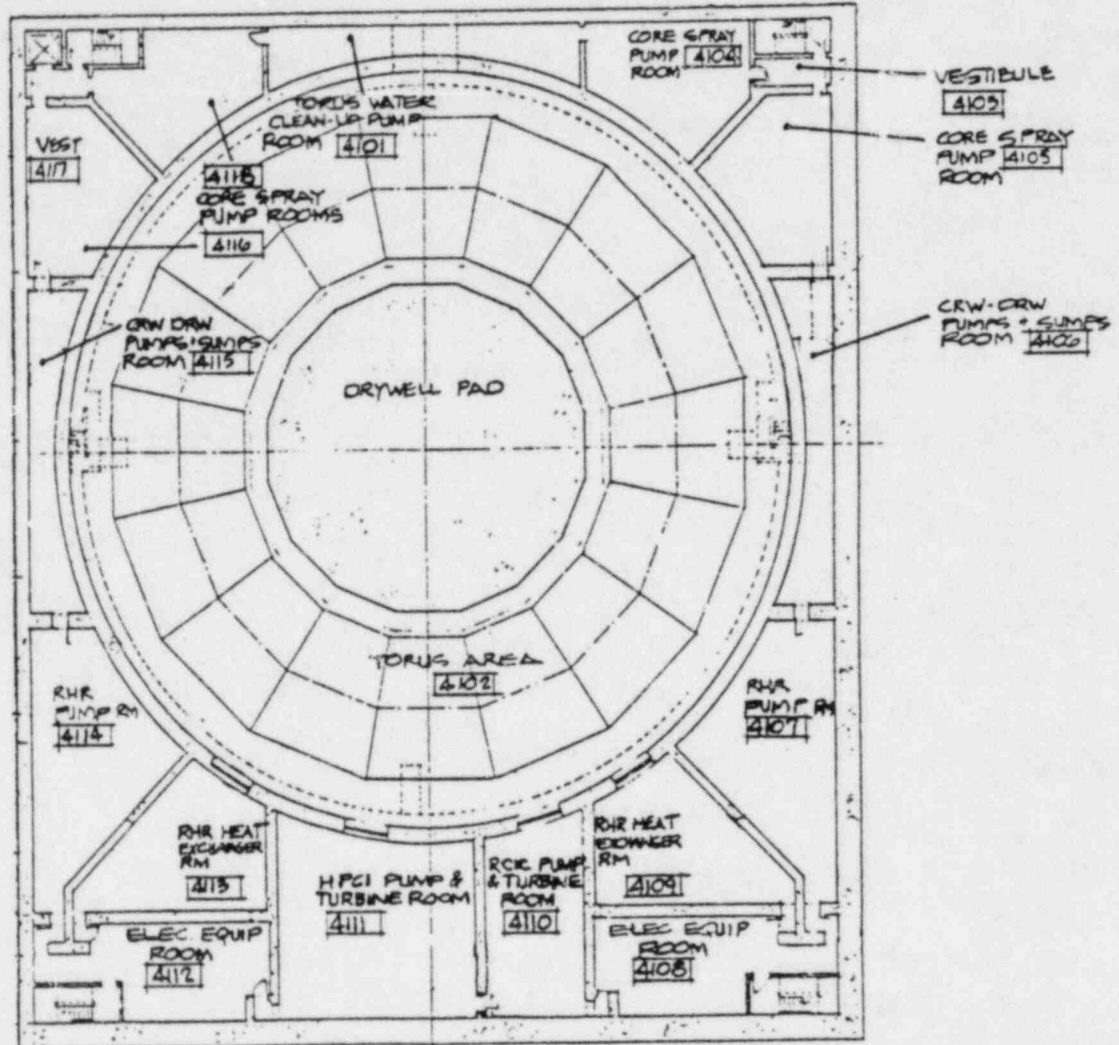 CORE SPRAY
PUMP 4104
ROOM
VESTIBULE
4103
TORUS WATER
CLEAN-UP PUMP
ROOM 4101
CORE SPRAY
PUMP 4105
ROOM
VEST
4117
4118
CORE SPRAY
PUMP ROOMS
4116
CRW DRW
PUMPS & SUMPS
ROOM 4115
CRW-DRW
PUMPS & SUMPS
ROOM 4106
DRYWELL PAD
TORUS AREA
4102
RHR
PUMP RM
4114
RHR
PUMP RM
4107
RHR HEAT
EXCHANGER
RM
4113
HPCI PUMP &
TURBINE ROOM
4111
RCIC PUMP
& TURBINE
ROOM
4110
RHR HEAT
EXHANGER
RM
4109
ELEC EQUIP
ROOM
4112
ELEC EQUIP
ROOM
4108